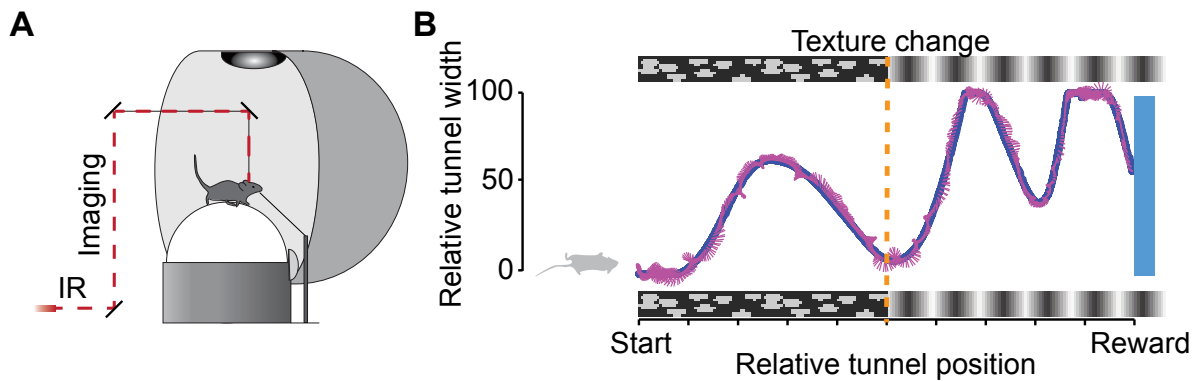 A
Imaging
IR
B
Texture change
Relative tunnel width
100
50
0
Start
Reward
Relative tunnel position